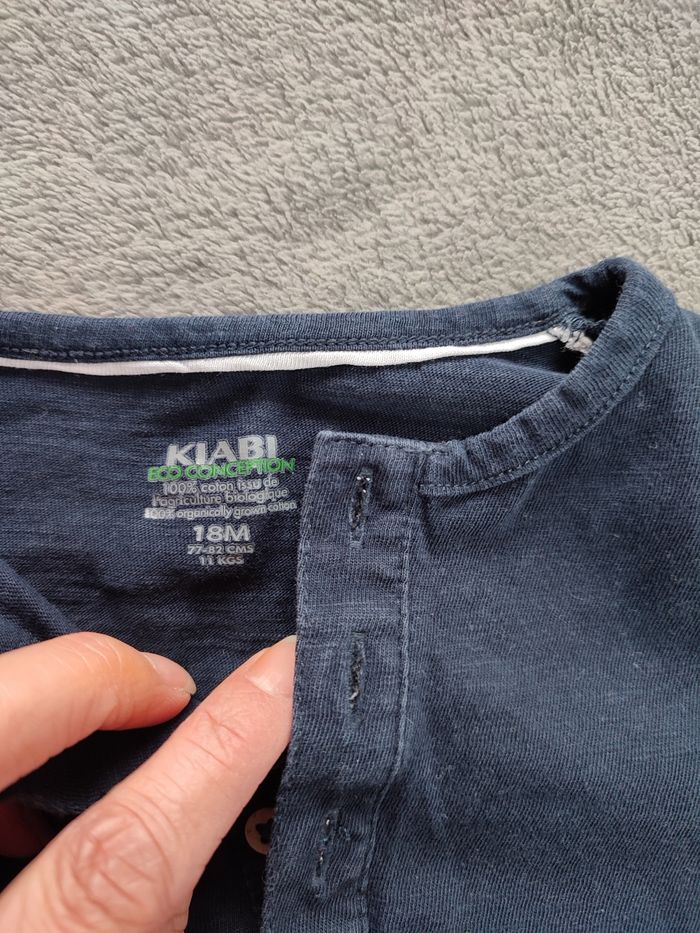 KIABI
ECO CONCEPTION
100% coton issu de
l'agriculture biologique
100% organically grown cotton
18M
77-82 CMS
11 KGS